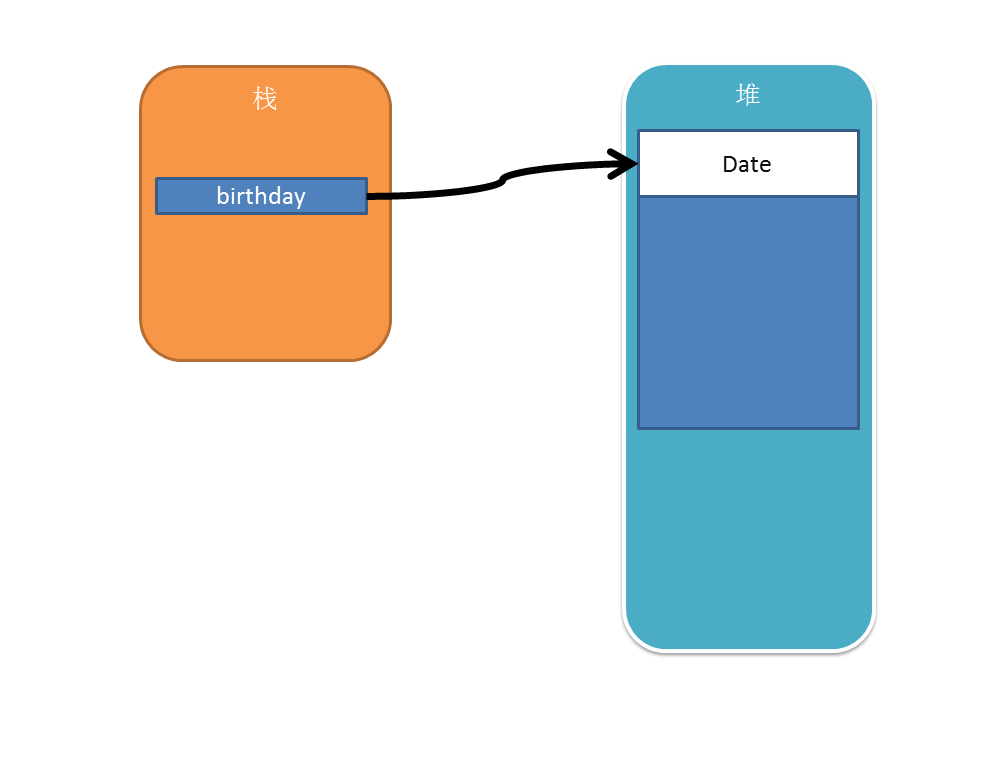 栈
堆
Date
birthday